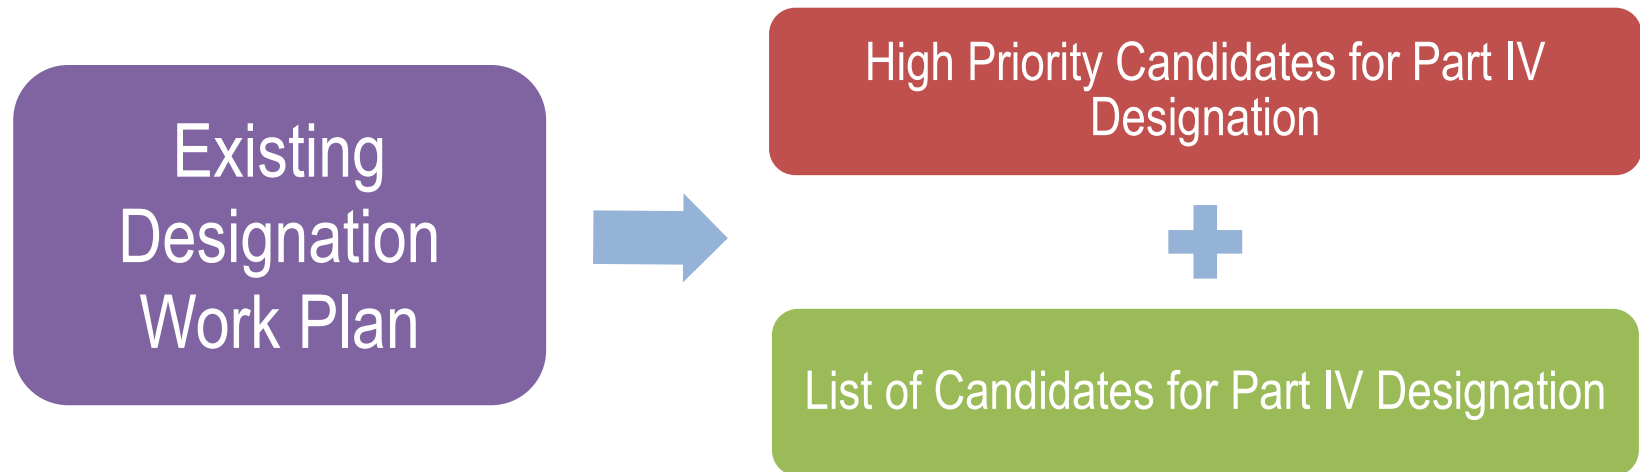 Existing
Designation
Work Plan
High Priority Candidates for Part IV
Designation
List of Candidates for Part IV Designation